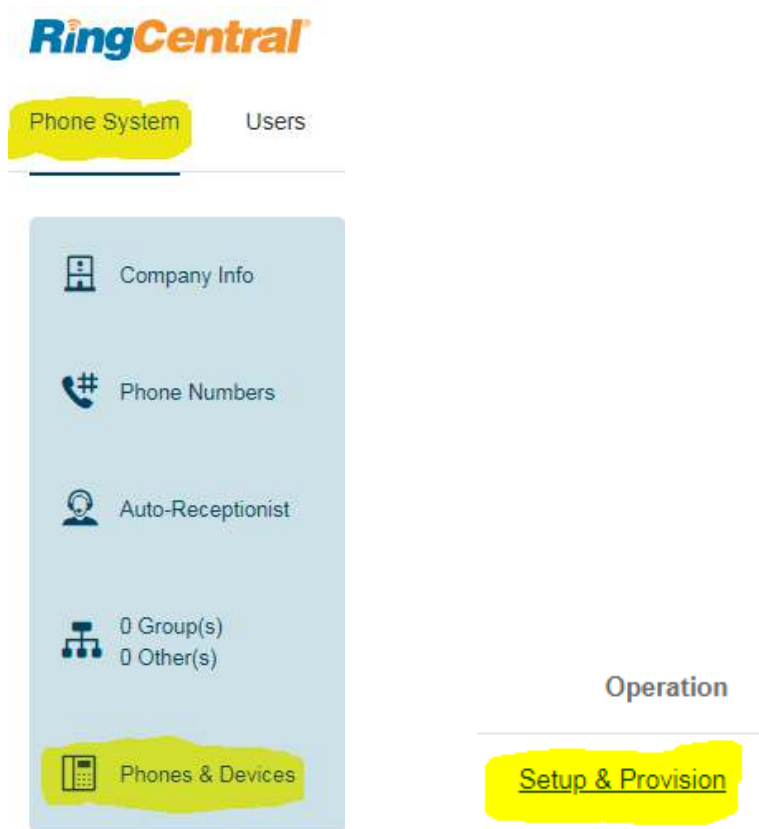 RingCentral®
Phone System Users
Company Info
Phone Numbers
Auto-Receptionist
0 Group(s)
0 Other(s)
Phones & Devices
Operation
Setup & Provision